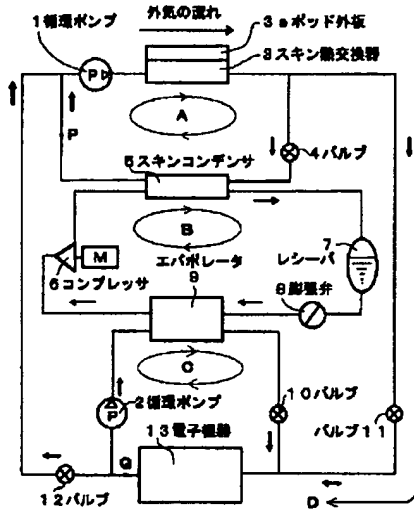 外気の流れ
1循環ポンプ
3aポッド外板
3スキン熱交換器
P
A
P
4バルブ
5スキンコンデンサ
B
7
レシーバ
M
6コンプレッサ
エバポレータ
9
8膨張弁
C
P
2循環ポンプ
10バルブ
バルブ11
13電子機器
Q
12バルブ
D